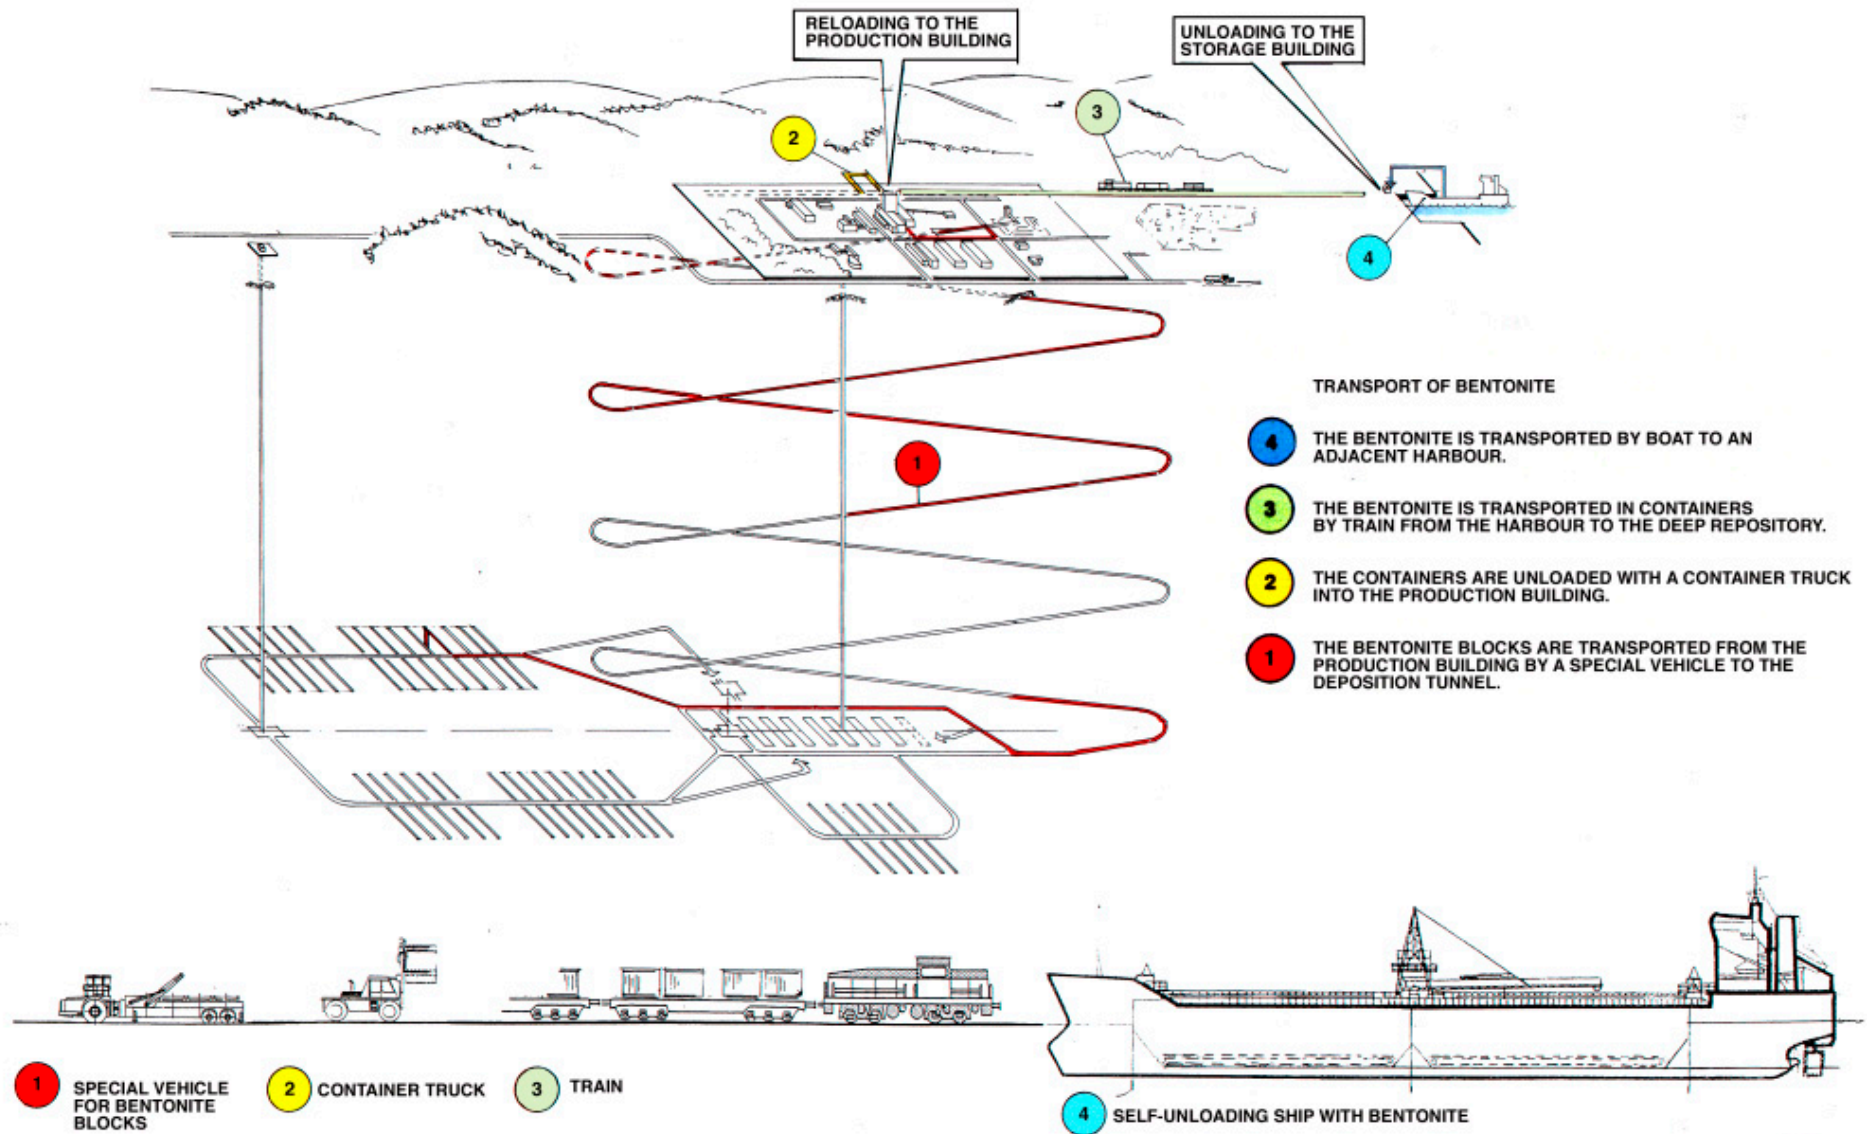 RELOADING TO THE
PRODUCTION BUILDING
UNLOADING TO THE
STORAGE BUILDING
3
2
4
1
TRANSPORT OF BENTONITE
4
THE BENTONITE IS TRANSPORTED BY BOAT TO AN
ADJACENT HARBOUR.
3
THE BENTONITE IS TRANSPORTED IN CONTAINERS
BY TRAIN FROM THE HARBOUR TO THE DEEP REPOSITORY.
2
THE CONTAINERS ARE UNLOADED WITH A CONTAINER TRUCK
INTO THE PRODUCTION BUILDING.
1
THE BENTONITE BLOCKS ARE TRANSPORTED FROM THE
PRODUCTION BUILDING BY A SPECIAL VEHICLE TO THE
DEPOSITION TUNNEL.
1
SPECIAL VEHICLE
FOR BENTONITE
BLOCKS
2
CONTAINER TRUCK
3
TRAIN
4
SELF-UNLOADING SHIP WITH BENTONITE